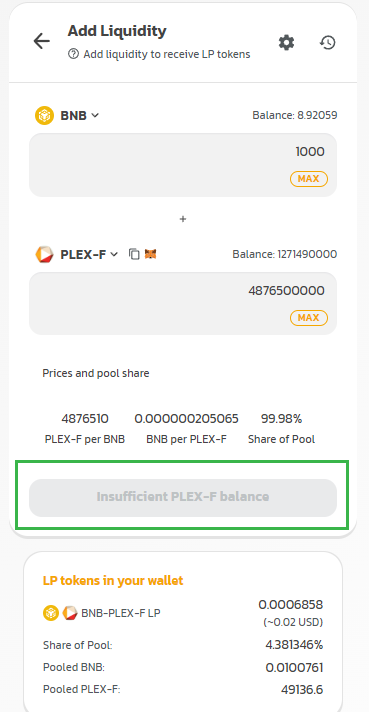 Add Liquidity
Add liquidity to receive LP tokens
BNB Balance: 8.92059
1000
MAX
+
PLEX-F Balance: 1271490000
4876500000
MAX
Prices and pool share
4876510 0.000000205065 99.98%
PLEX-F per BNB BNB per PLEX-F Share of Pool
Insufficient PLEX-F balance
LP tokens in your wallet
BNB-PLEX-F LP 0.0006858
(~0.02 USD)
Share of Pool: 4.381346%
Pooled BNB: 0.0100761
Pooled PLEX-F: 49136.6